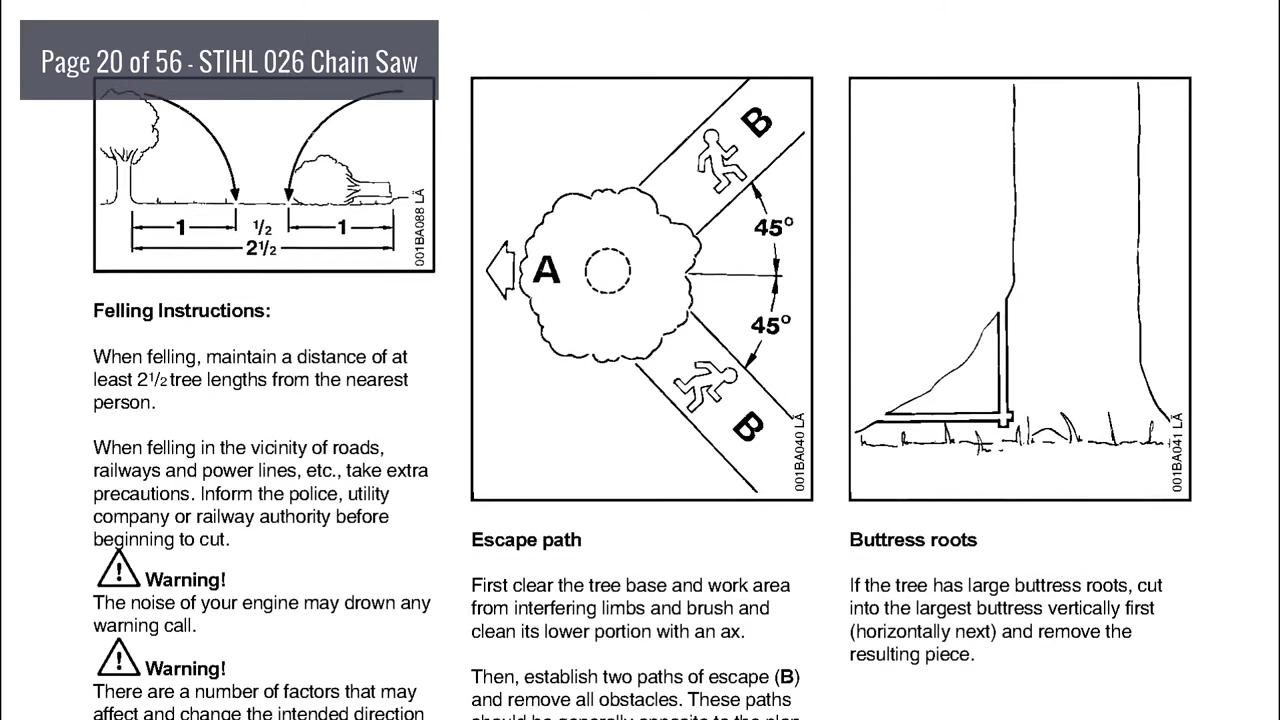 Page 20 of 56 - STIHL 026 Chain Saw
1
1/2
1
2 1/2
001BA088 LÄ
Felling Instructions:
When felling, maintain a distance of at
least 2 1/2 tree lengths from the nearest
person.
When felling in the vicinity of roads,
railways and power lines, etc., take extra
precautions. Inform the police, utility
company or railway authority before
beginning to cut.
Warning!
The noise of your engine may drown any
warning call.
Warning!
There are a number of factors that may
affect and change the intended direction
B
45°
A
45°
B
001BA040 LÄ
Escape path
First clear the tree base and work area
from interfering limbs and brush and
clean its lower portion with an ax.
Then, establish two paths of escape (B)
and remove all obstacles. These paths
should be generally opposite to the plan
001BA041 LÄ
Buttress roots
If the tree has large buttress roots, cut
into the largest buttress vertically first
(horizontally next) and remove the
resulting piece.